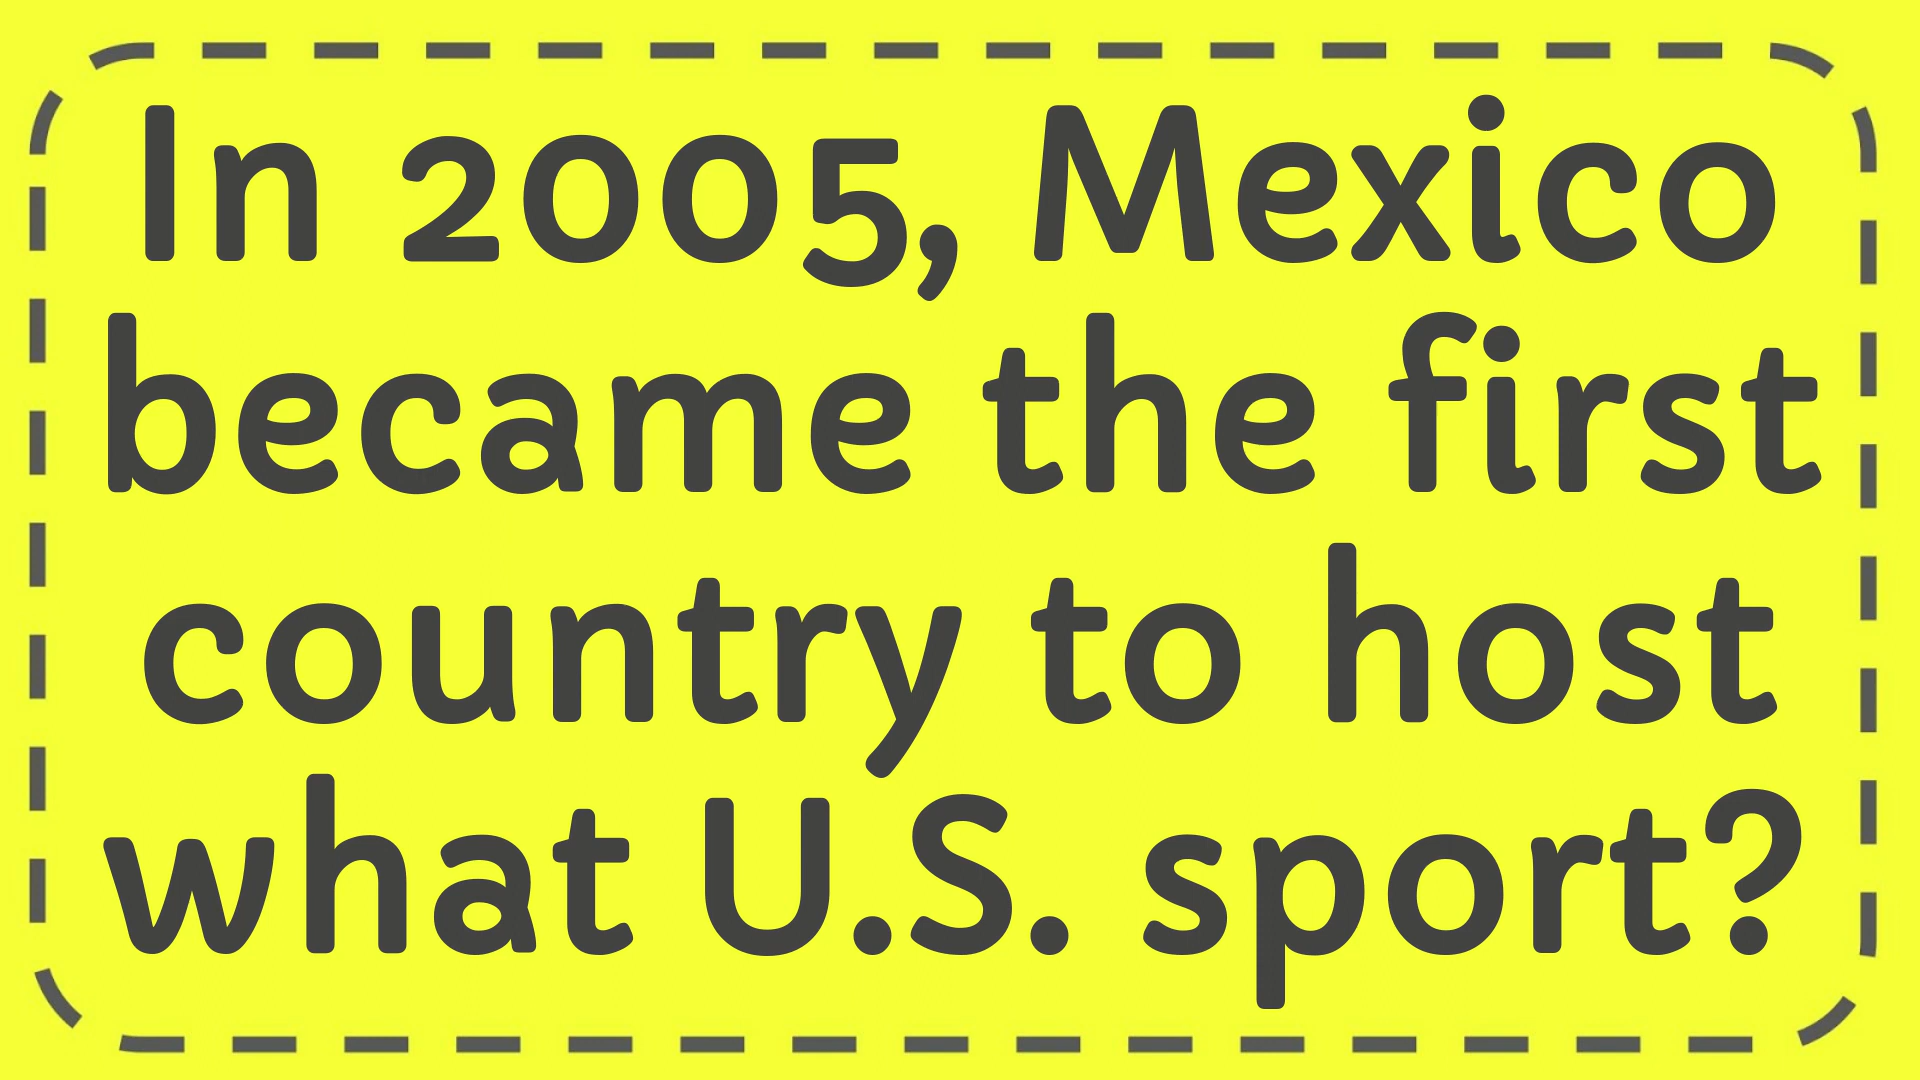 In 2005, Mexico
became the first
country to host
what U.S. sport?